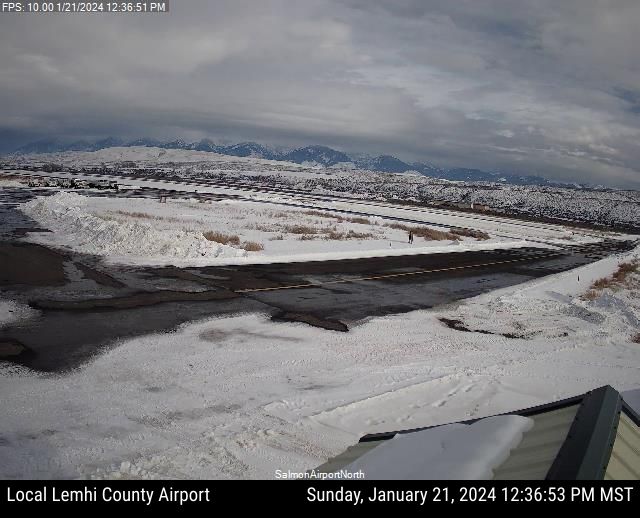 FPS: 10.00 1/21/2024 12:36:51 PM
SalmonAirportNorth
Local Lemhi County Airport Sunday, January 21, 2024 12:36:53 PM MST